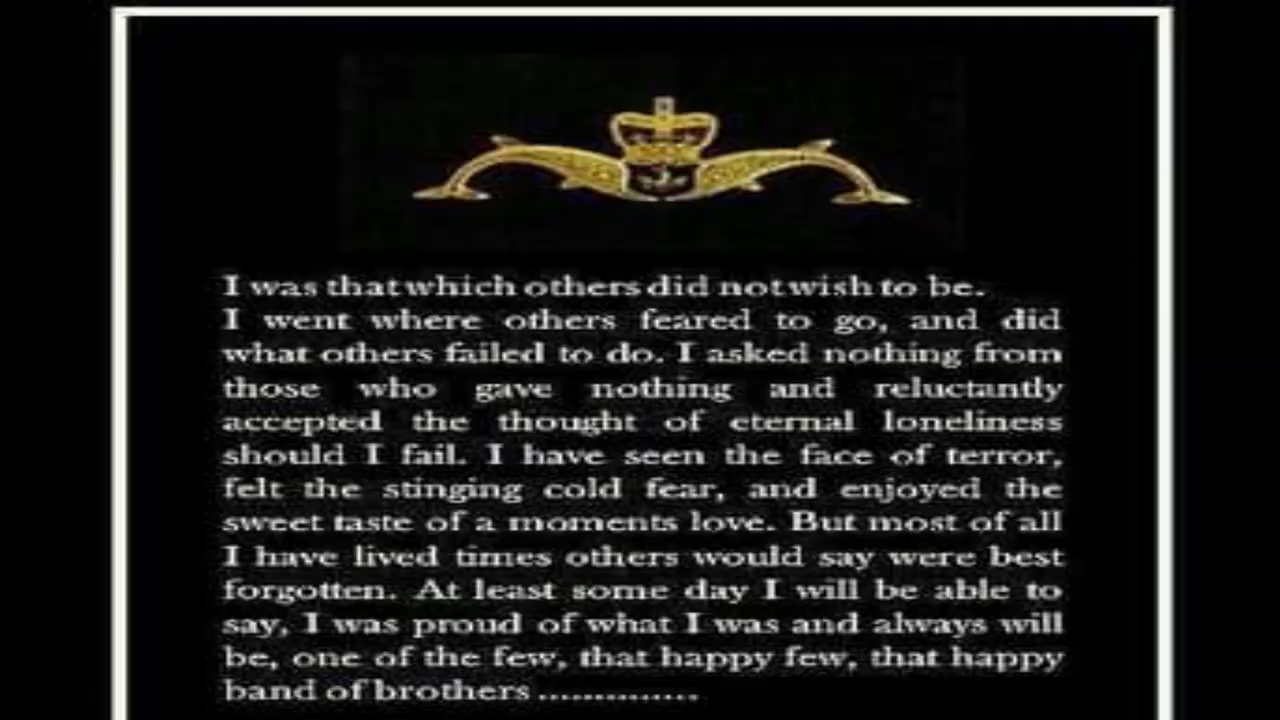 I was that which others did not wish to be.
I went where others feared to go, and did
what others failed to do. I asked nothing from
those who gave nothing and reluctantly
accepted the thought of eternal loneliness
should I fail. I have seen the face of terror,
felt the stinging cold fear, and enjoyed the
sweet taste of a moments love. But most of all
I have lived times others would say were best
forgotten. At least some day I will be able to
say, I was proud of what I was and always will
be, one of the few, that happy few, that happy
band of brothers ..............